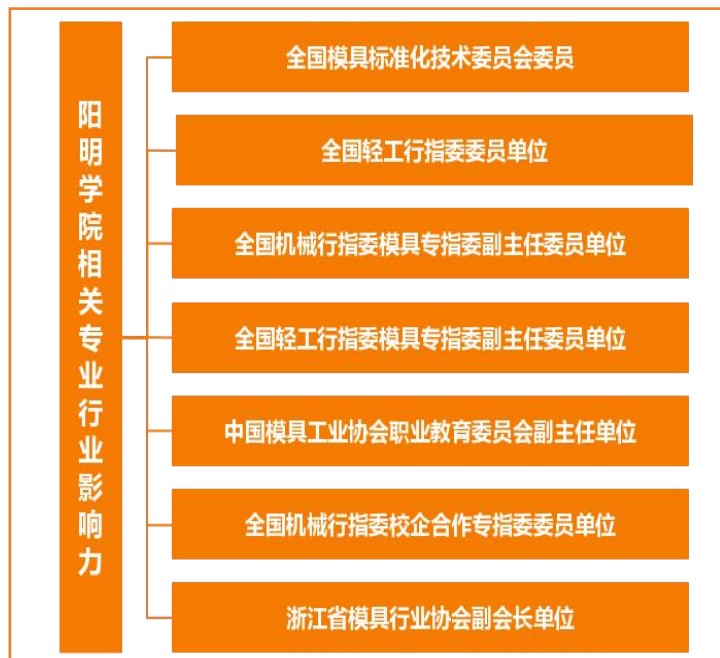 阳明学院相关专业行业影响力
全国模具标准化技术委员会委员
全国轻工行指委委员单位
全国机械行指委模具专指委副主任委员单位
全国轻工行指委模具专指委副主任委员单位
中国模具工业协会职业教育委员会副主任单位
全国机械行指委校企合作专指委委员单位
浙江省模具行业协会副会长单位